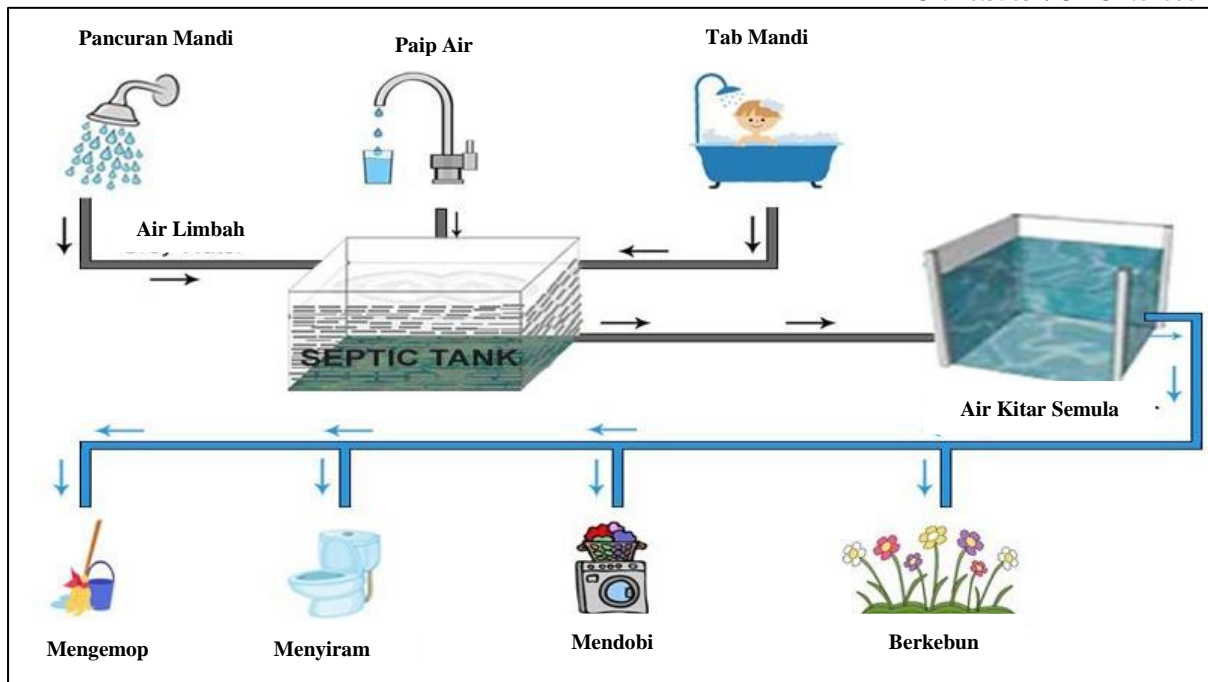 Pancuran Mandi
Paip Air
Tab Mandi
Air Limbah
SEPTIC TANK
Air Kitar Semula
Mengemop
Menyiram
Mendobi
Berkebun